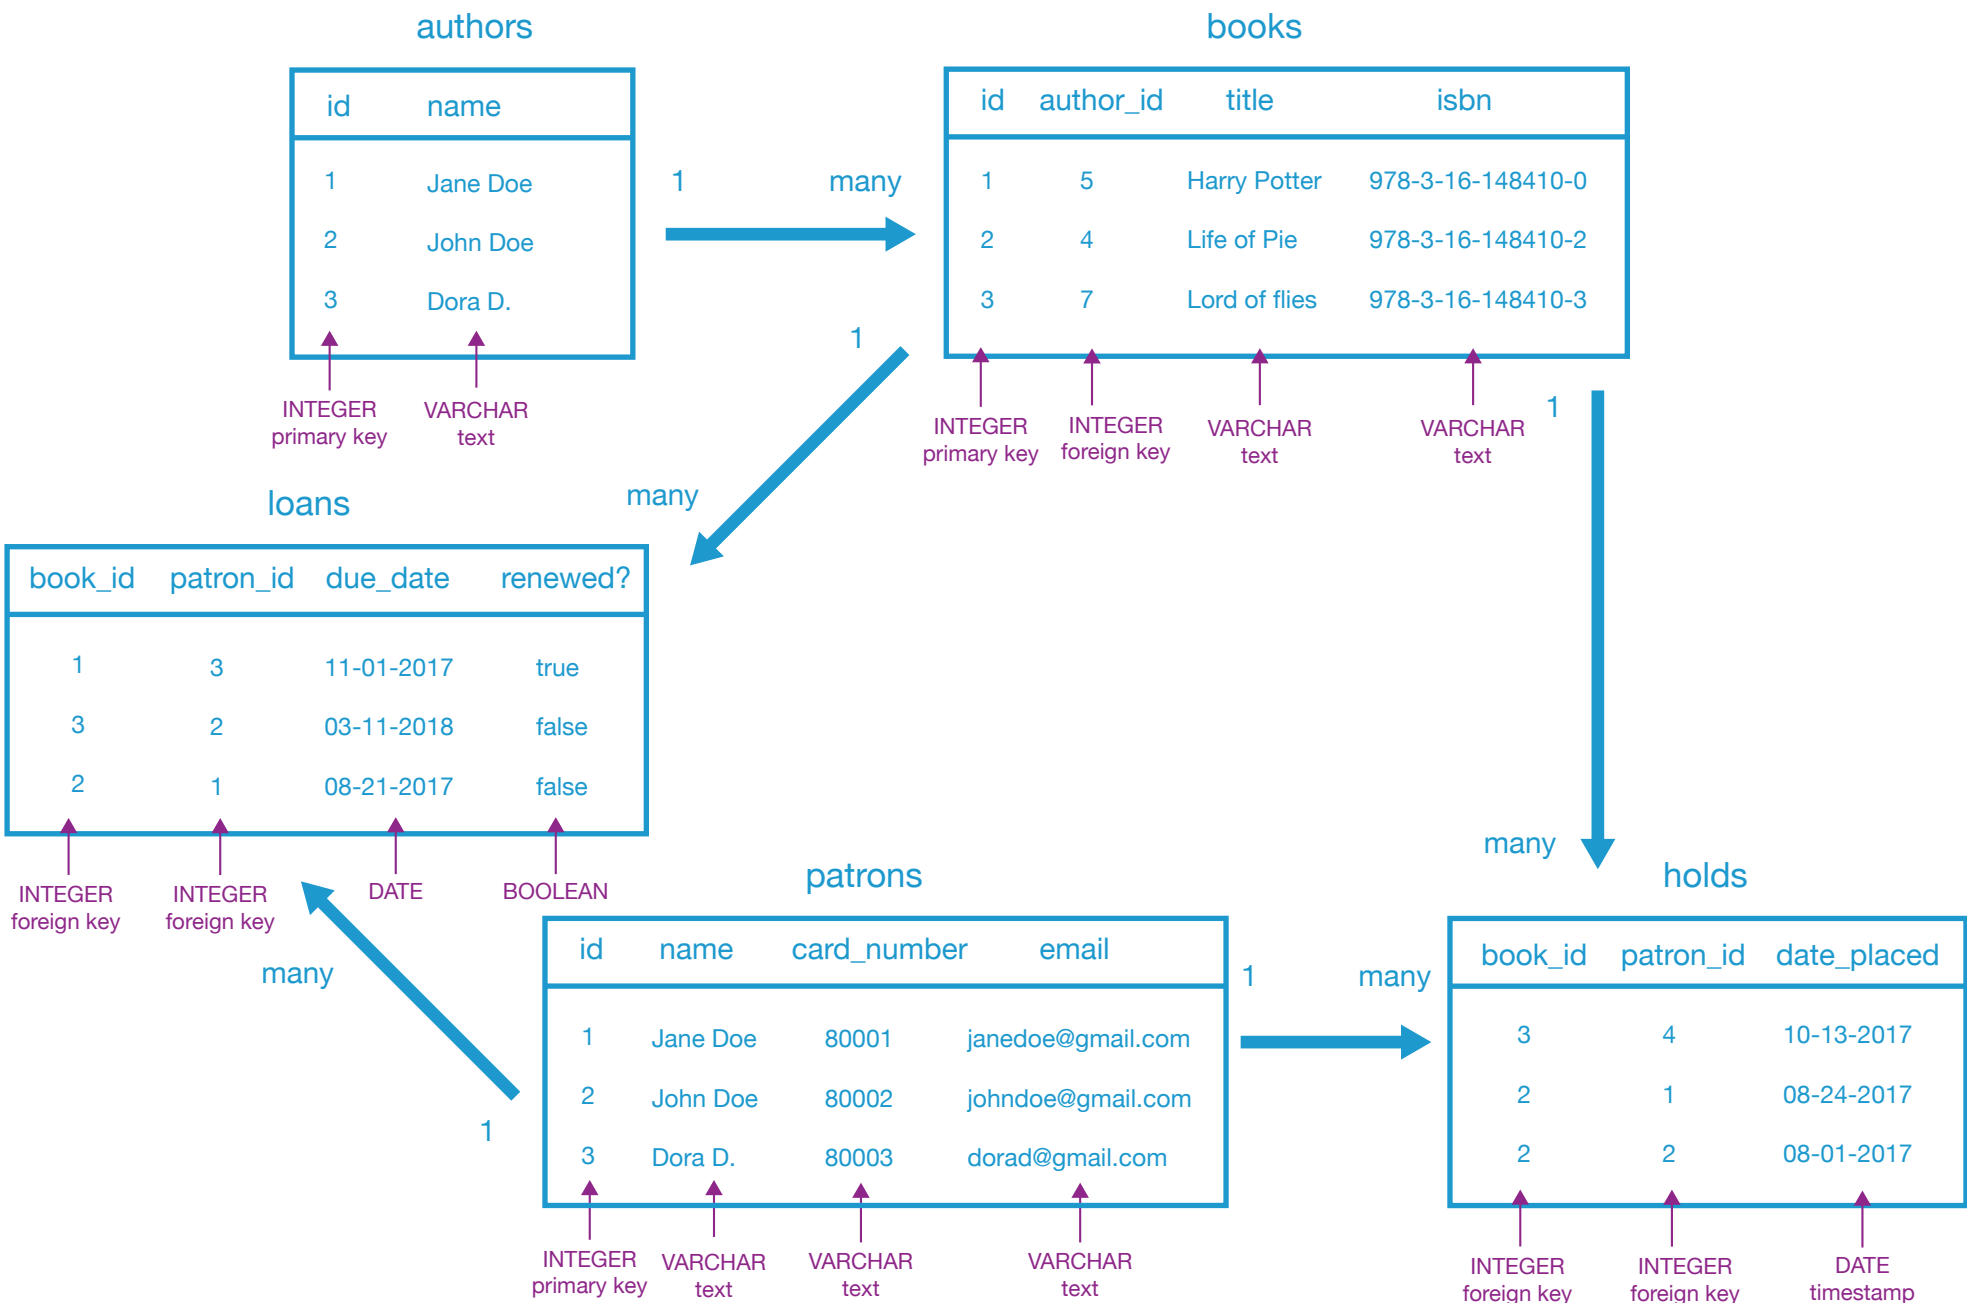 authors
id name
1 Jane Doe
2 John Doe
3 Dora D.
INTEGER
primary key
VARCHAR
text
1 many
books
id author_id title isbn
1 5 Harry Potter 978-3-16-148410-0
2 4 Life of Pie 978-3-16-148410-2
3 7 Lord of flies 978-3-16-148410-3
INTEGER
primary key
INTEGER
foreign key
VARCHAR
text
VARCHAR
text
1
many
1
many
loans
book_id patron_id due_date renewed?
1 3 11-01-2017 true
3 2 03-11-2018 false
2 1 08-21-2017 false
INTEGER
foreign key
INTEGER
foreign key
DATE
BOOLEAN
many
1
patrons
id name card_number email
1 Jane Doe 80001 janedoe@gmail.com
2 John Doe 80002 johndoe@gmail.com
3 Dora D. 80003 dorad@gmail.com
INTEGER
primary key
VARCHAR
text
VARCHAR
text
VARCHAR
text
1 many
holds
book_id patron_id date_placed
3 4 10-13-2017
2 1 08-24-2017
2 2 08-01-2017
INTEGER
foreign key
INTEGER
foreign key
DATE
timestamp